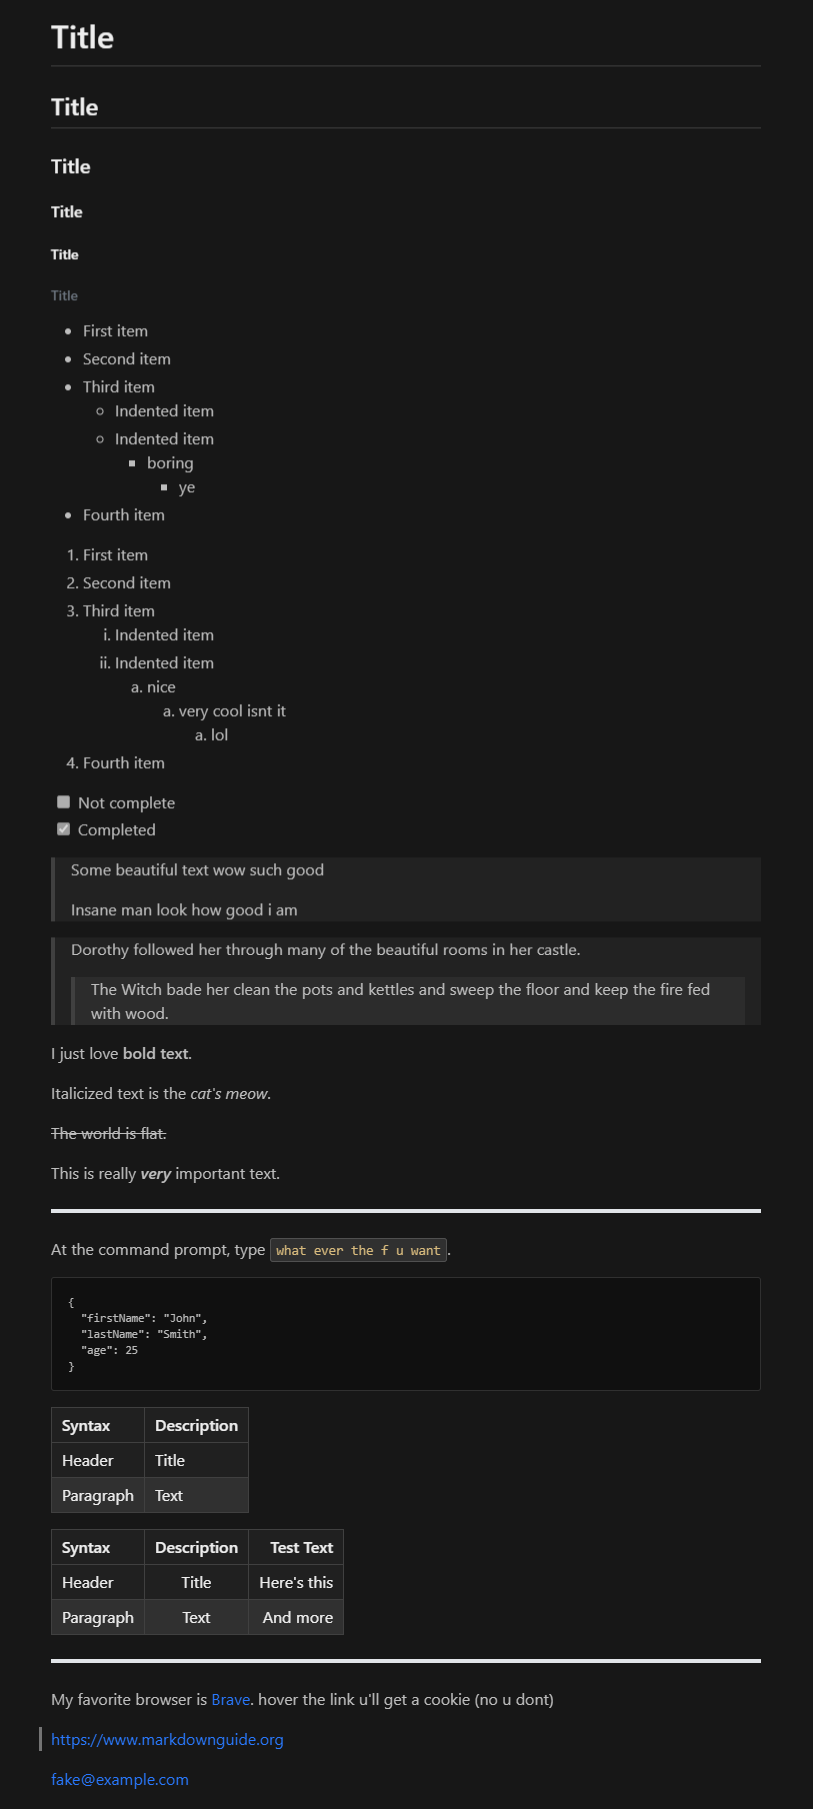 Title
Title
Title
Title
Title
Title
• First item
• Second item
• Third item
◦ Indented item
◦ Indented item
▪ boring
▪ ye
• Fourth item
1. First item
2. Second item
3. Third item
i. Indented item
ii. Indented item
a. nice
a. very cool isnt it
a. lol
4. Fourth item
Not complete
Completed
Some beautiful text wow such good
Insane man look how good i am
Dorothy followed her through many of the beautiful rooms in her castle.
The Witch bade her clean the pots and kettles and sweep the floor and keep the fire fed
with wood.
I just love bold text.
Italicized text is the cat's meow.
The world is flat.
This is really very important text.
At the command prompt, type what ever the f u want.
{
  "firstName": "John",
  "lastName": "Smith",
  "age": 25
}
Syntax Description
Header Title
Paragraph Text
Syntax Description Test Text
Header Title Here's this
Paragraph Text And more
My favorite browser is Brave. hover the link u'll get a cookie (no u dont)
https://www.markdownguide.org
fake@example.com